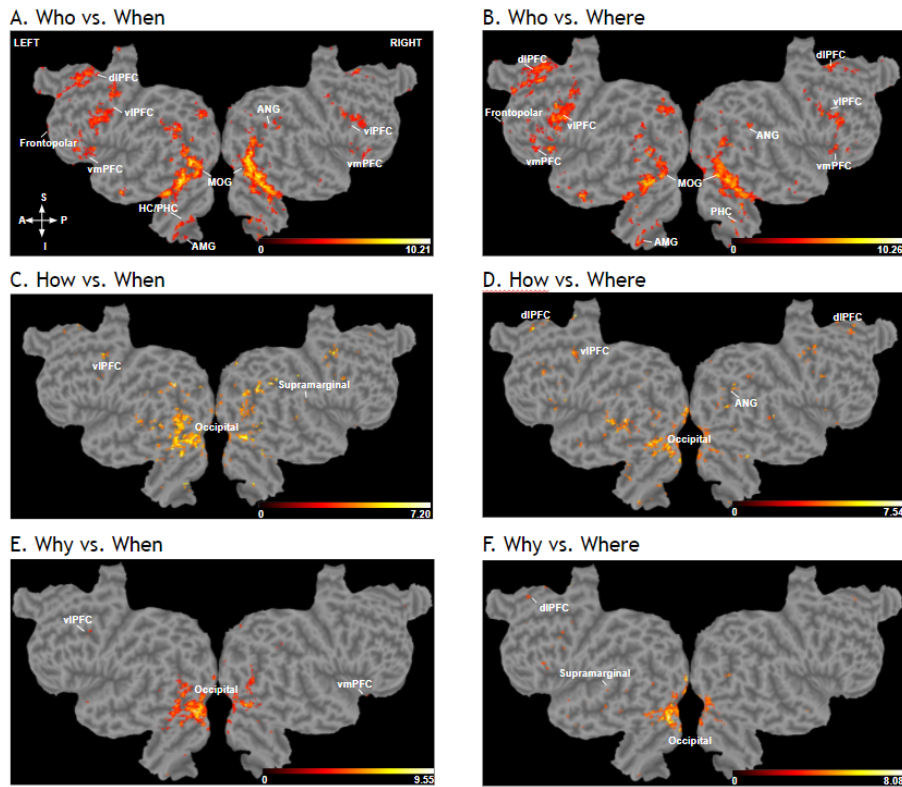 A. Who vs. When
LEFT
RIGHT
dlPFC
vlPFC
Frontopolar
vmPFC
ANG
vlPFC
vmPFC
MOG
HC/PHC
AMG
S
A
P
I
0
10.21
B. Who vs. Where
dlPFC
dlPFC
Frontopolar
vlPFC
vlPFC
vmPFC
ANG
vmPFC
MOG
PHC
AMG
0
10.26
C. How vs. When
vlPFC
Supramarginal
Occipital
0
7.20
D. How vs. Where
dlPFC
dlPFC
vlPFC
ANG
Occipital
0
7.54
E. Why vs. When
vlPFC
Occipital
vmPFC
0
9.55
F. Why vs. Where
dlPFC
Supramarginal
Occipital
0
8.08